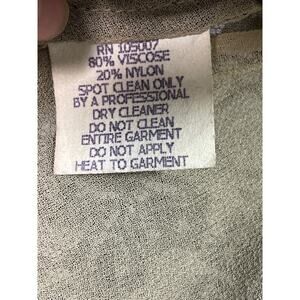 RN 105007
80% VISCOSE
20% NYLON
SPOT CLEAN ONLY
BY A PROFESSIONAL
DRY CLEANER
DO NOT CLEAN
ENTIRE GARMENT
DO NOT APPLY
HEAT TO GARMENT